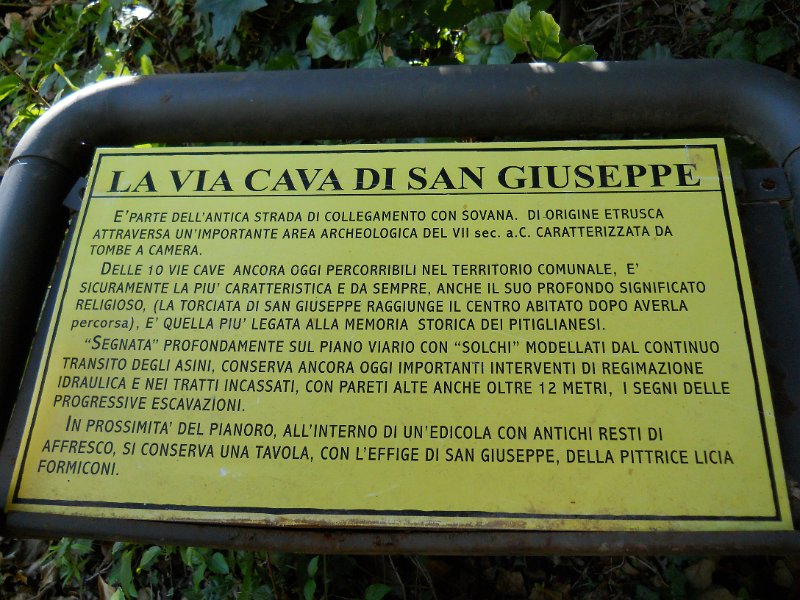 LA VIA CAVA DI SAN GIUSEPPE
E'PARTE DELL'ANTICA STRADA DI COLLEGAMENTO CON SOVANA. DI ORIGINE ETRUSCA
ATTRAVERSA UN'IMPORTANTE AREA ARCHEOLOGICA DEL VII sec. a.C. CARATTERIZZATA DA
TOMBE A CAMERA.
DELLE 10 VIE CAVE ANCORA OGGI PERCORRIBILI NEL TERRITORIO COMUNALE, E'
SICURAMENTE LA PIU' CARATTERISTICA E DA SEMPRE, ANCHE IL SUO PROFONDO SIGNIFICATO
RELIGIOSO, (LA TORCIATA DI SAN GIUSEPPE RAGGIUNGE IL CENTRO ABITATO DOPO AVERLA
percorsa), E' QUELLA PIU' LEGATA ALLA MEMORIA STORICA DEI PITIGLIANESI.
"SEGNATA" PROFONDAMENTE SUL PIANO VIARIO CON "SOLCHI" MODELLATI DAL CONTINUO
TRANSITO DEGLI ASINI, CONSERVA ANCORA OGGI IMPORTANTI INTERVENTI DI REGIMAZIONE
IDRAULICA E NEI TRATTI INCASSATI, CON PARETI ALTE ANCHE OLTRE 12 METRI, I SEGNI DELLE
PROGRESSIVE ESCAVAZIONI.
IN PROSSIMITA' DEL PIANORO, ALL'INTERNO DI UN'EDICOLA CON ANTICHI RESTI DI
AFFRESCO, SI CONSERVA UNA TAVOLA, CON L'EFFIGE DI SAN GIUSEPPE, DELLA PITTRICE LICIA
FORMICONI.